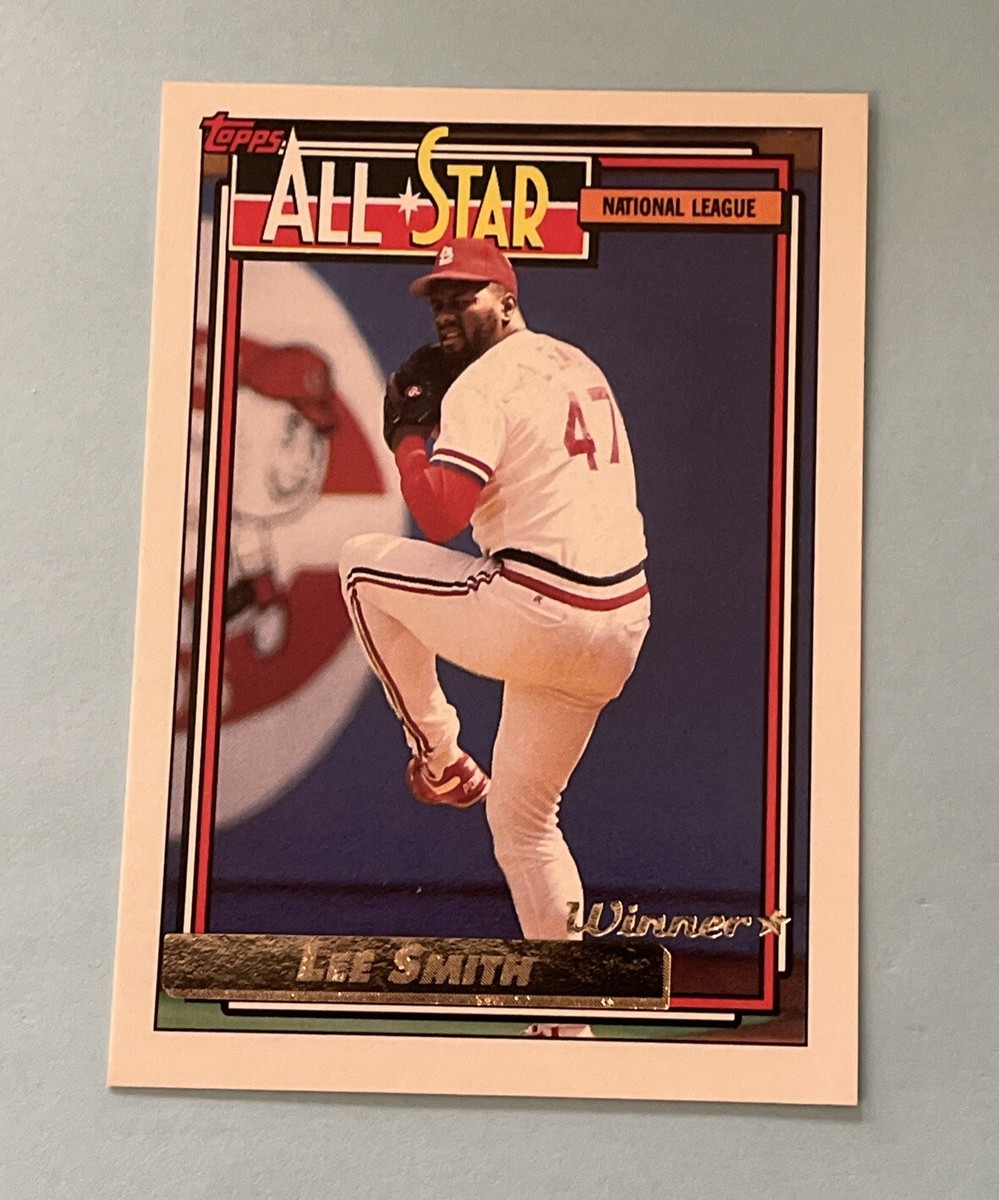 Topps
ALL STAR
NATIONAL LEAGUE
47
Winner
LEE SMITH